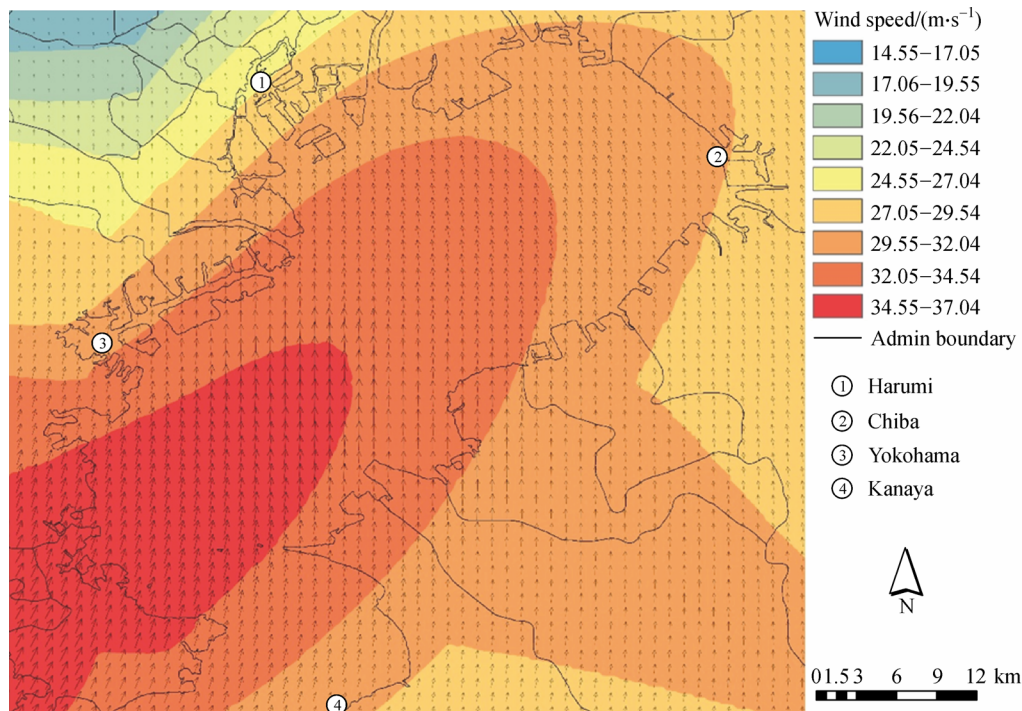 Wind speed/(m·s⁻¹)
14.55−17.05
17.06−19.55
19.56−22.04
22.05−24.54
24.55−27.04
27.05−29.54
29.55−32.04
32.05−34.54
34.55−37.04
Admin boundary
① Harumi
② Chiba
③ Yokohama
④ Kanaya
N
0 1.5 3 6 9 12 km
1
2
3
4